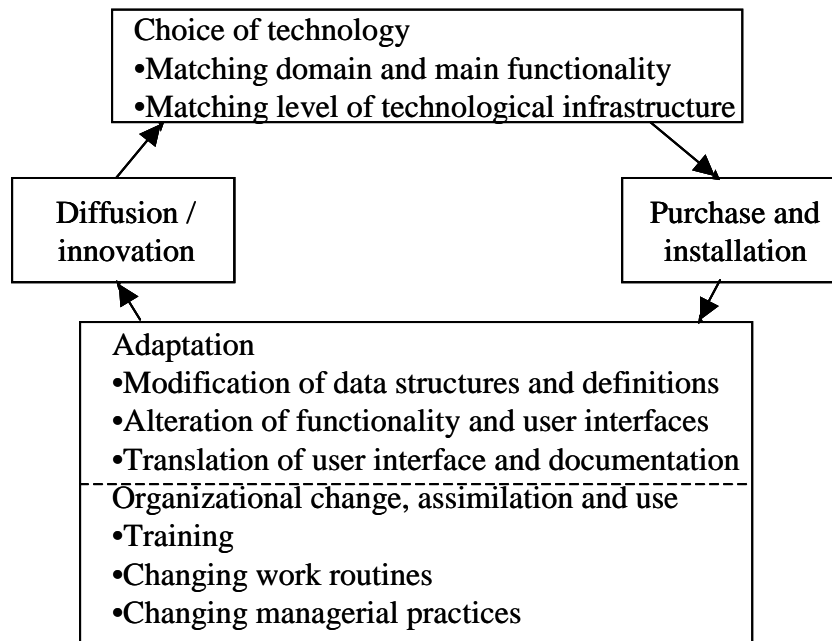 Choice of technology
•Matching domain and main functionality
•Matching level of technological infrastructure
Diffusion /
innovation
Purchase and
installation
Adaptation
•Modification of data structures and definitions
•Alteration of functionality and user interfaces
•Translation of user interface and documentation
Organizational change, assimilation and use
•Training
•Changing work routines
•Changing managerial practices